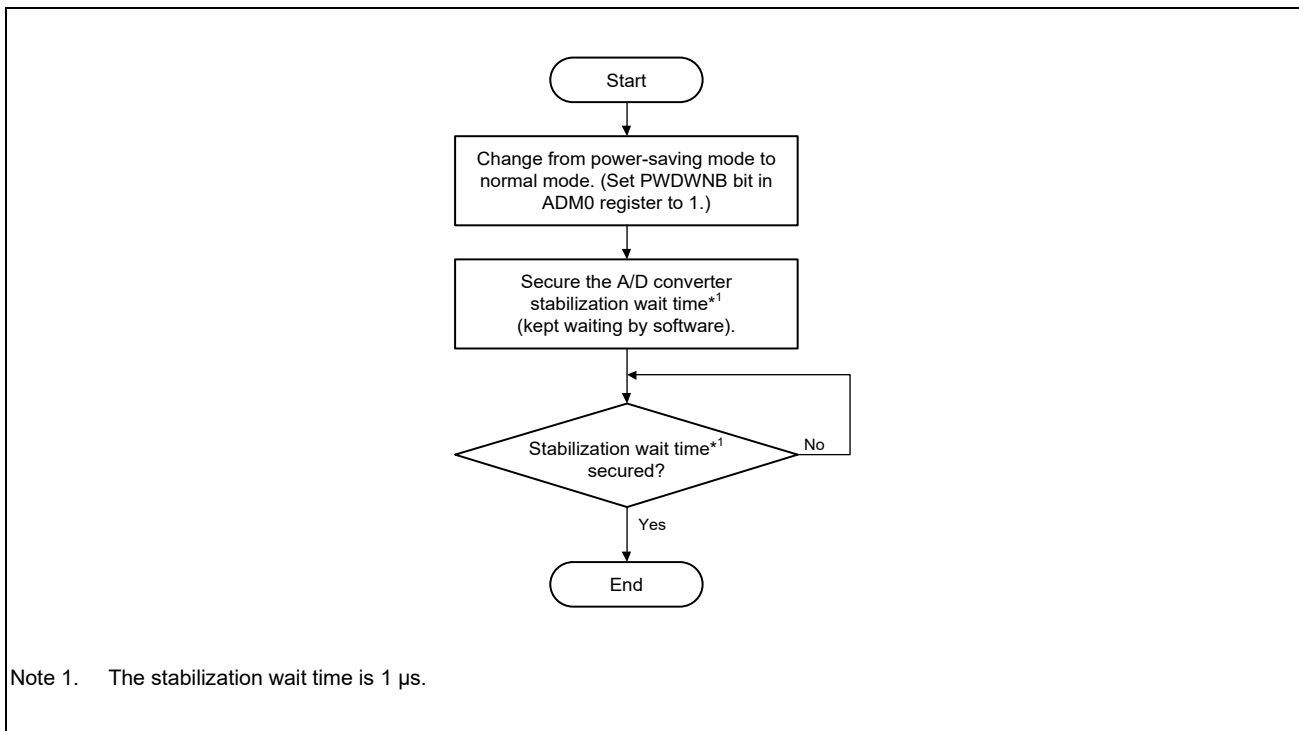 Start
Change from power-saving mode to
normal mode. (Set PWDWNB bit in
ADM0 register to 1.)
Secure the A/D converter
stabilization wait time*1
(kept waiting by software).
Stabilization wait time*1
secured?
No
Yes
End
Note 1. The stabilization wait time is 1 µs.